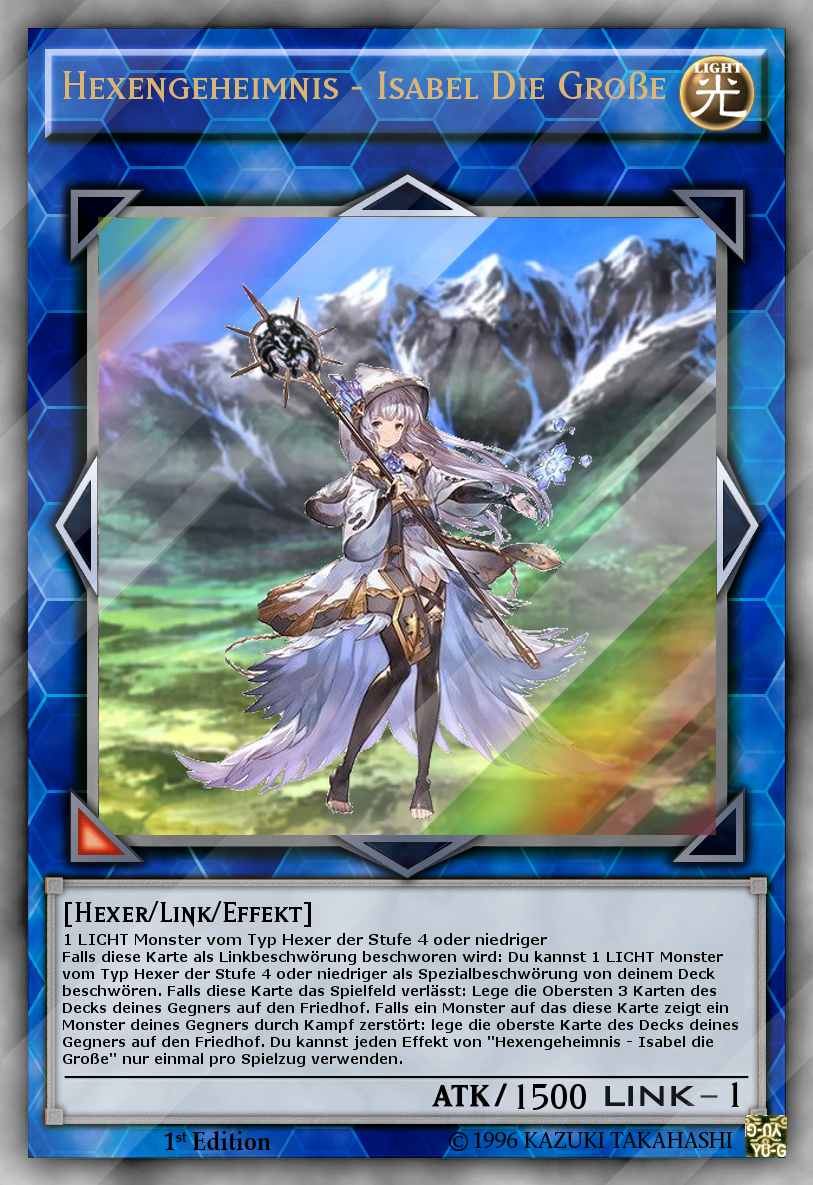 Hexengeheimnis - Isabel Die Große
LIGHT
光
[Hexer/Link/Effekt]
1 LICHT Monster vom Typ Hexer der Stufe 4 oder niedriger
Falls diese Karte als Linkbeschwörung beschworen wird: Du kannst 1 LICHT Monster
vom Typ Hexer der Stufe 4 oder niedriger als Spezialbeschwörung von deinem Deck
beschwören. Falls diese Karte das Spielfeld verlässt: Lege die Obersten 3 Karten des
Decks deines Gegners auf den Friedhof. Falls ein Monster auf das diese Karte zeigt ein
Monster deines Gegners durch Kampf zerstört: lege die oberste Karte des Decks deines
Gegners auf den Friedhof. Du kannst jeden Effekt von "Hexengeheimnis - Isabel die
Große" nur einmal pro Spielzug verwenden.
ATK/1500 LINK-1
1st Edition
© 1996 KAZUKI TAKAHASHI
YU-G
YU-G